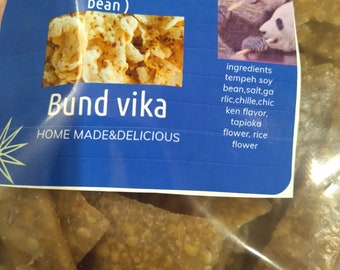 bean )
Bund vika
HOME MADE&DELICIOUS
ingredients
tempeh soy
bean,salt,ga
rlic,chille,chic
ken flavor,
tapioka
flower, rice
flower